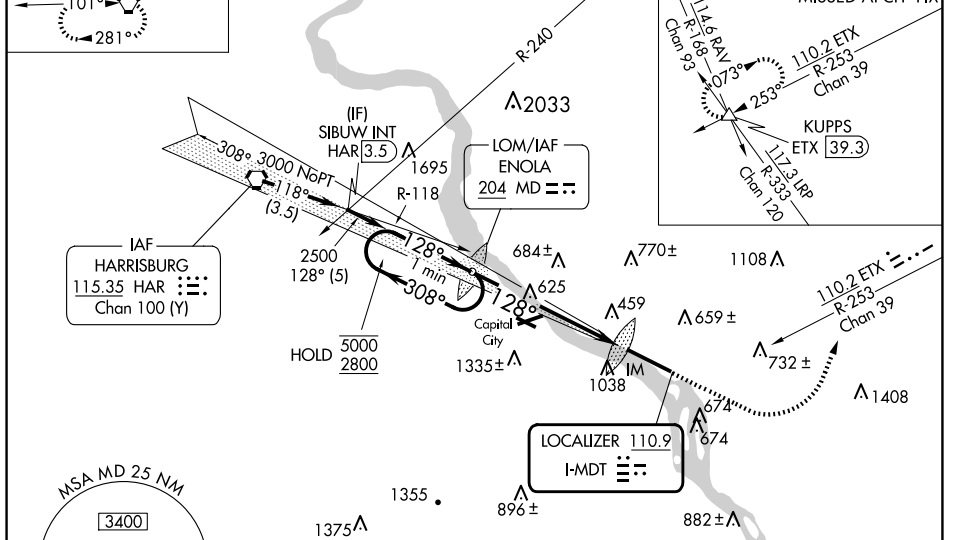 101°
281°
R-240
MISSED APCH FIX
114.6 RAV
R-168
Chan 93
073°
253°
110.2 ETX
R-253
Chan 39
KUPPS
ETX 39.3
117.3 LRP
R-333
Chan 120
2033
(IF)
SIBUW INT
HAR 3.5
1695
LOM/IAF
ENOLA
204 MD
308°
3000 NoPT
118°
(3.5)
R-118
IAF
HARRISBURG
115.35 HAR
Chan 100 (Y)
2500
128° (5)
128°
1 min
308°
128°
HOLD
5000
2800
684±
770±
1108
625
Capital
City
459
659 ±
110.2 ETX
R-253
Chan 39
1335±
1038
IM
732 ±
1408
674
674
LOCALIZER 110.9
I-MDT
MSA MD 25 NM
3400
1355
1375
896±
882±